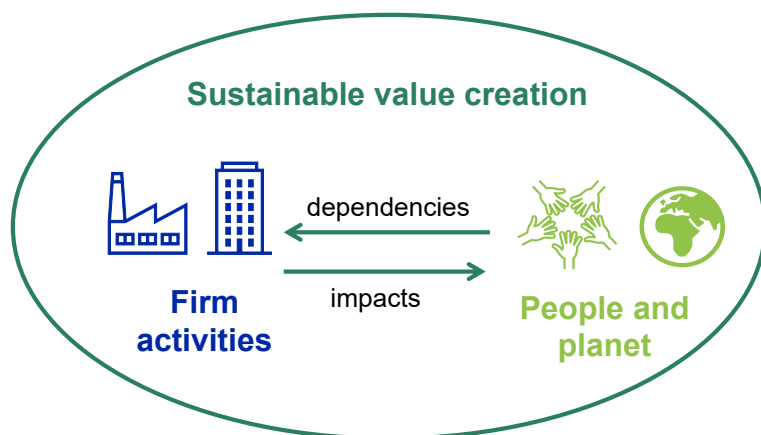 Sustainable value creation
dependencies
impacts
Firm
activities
People and
planet